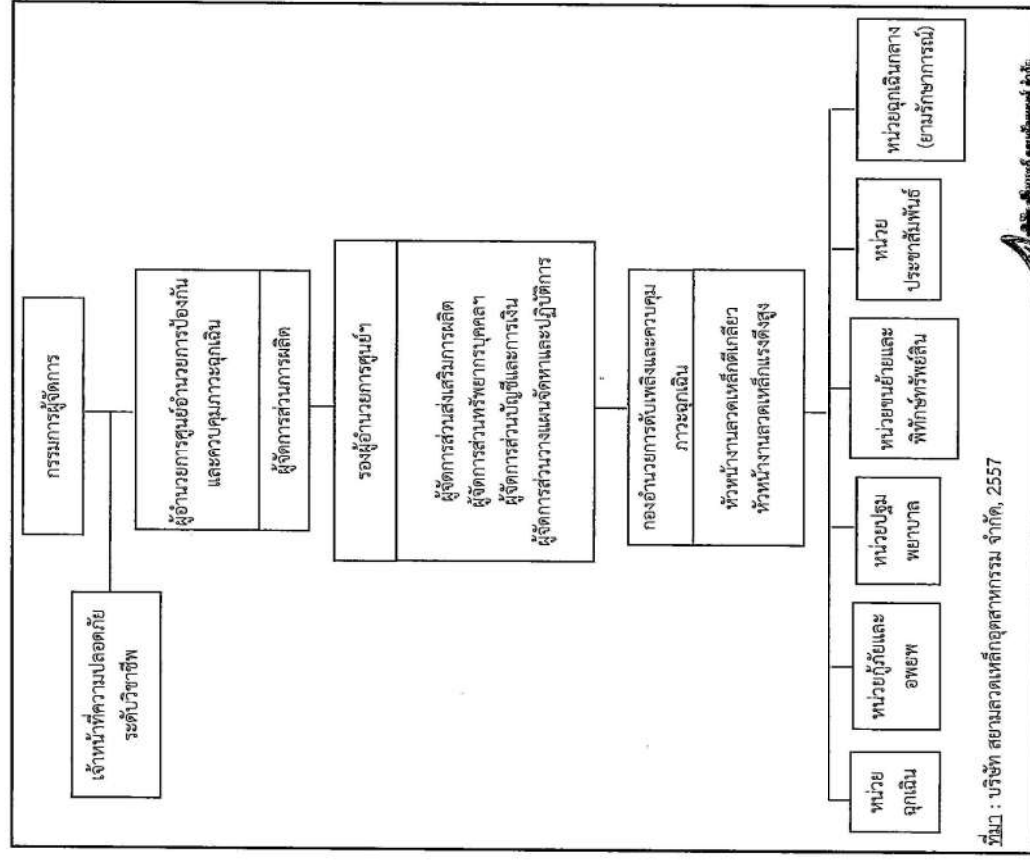 กรรมการผู้จัดการ
เจ้าหน้าที่ความปลอดภัย
ระดับวิชาชีพ
ผู้อำนวยการศูนย์อำนวยการป้องกัน
และควบคุมภาวะฉุกเฉิน
ผู้จัดการส่วนการผลิต
รองผู้อำนวยการศูนย์ฯ
ผู้จัดการส่วนส่งเสริมการผลิต
ผู้จัดการส่วนทรัพยากรบุคคลฯ
ผู้จัดการส่วนบัญชีและการเงิน
ผู้จัดการส่วนวางแผนจัดหาและปฏิบัติการ
กองอำนวยการดับเพลิงและควบคุม
ภาวะฉุกเฉิน
หัวหน้างานลวดเหล็กตีเกลียว
หัวหน้างานลวดเหล็กแรงดึงสูง
หน่วย
ฉุกเฉิน
หน่วยกู้ภัยและ
อพยพ
หน่วยปฐม
พยาบาล
หน่วยขนย้ายและ
พิทักษ์ทรัพย์สิน
หน่วย
ประชาสัมพันธ์
หน่วยฉุกเฉินกลาง
(ยามรักษาการณ์)
ที่มา : บริษัท สยามลวดเหล็กอุตสาหกรรม จำกัด, 2557